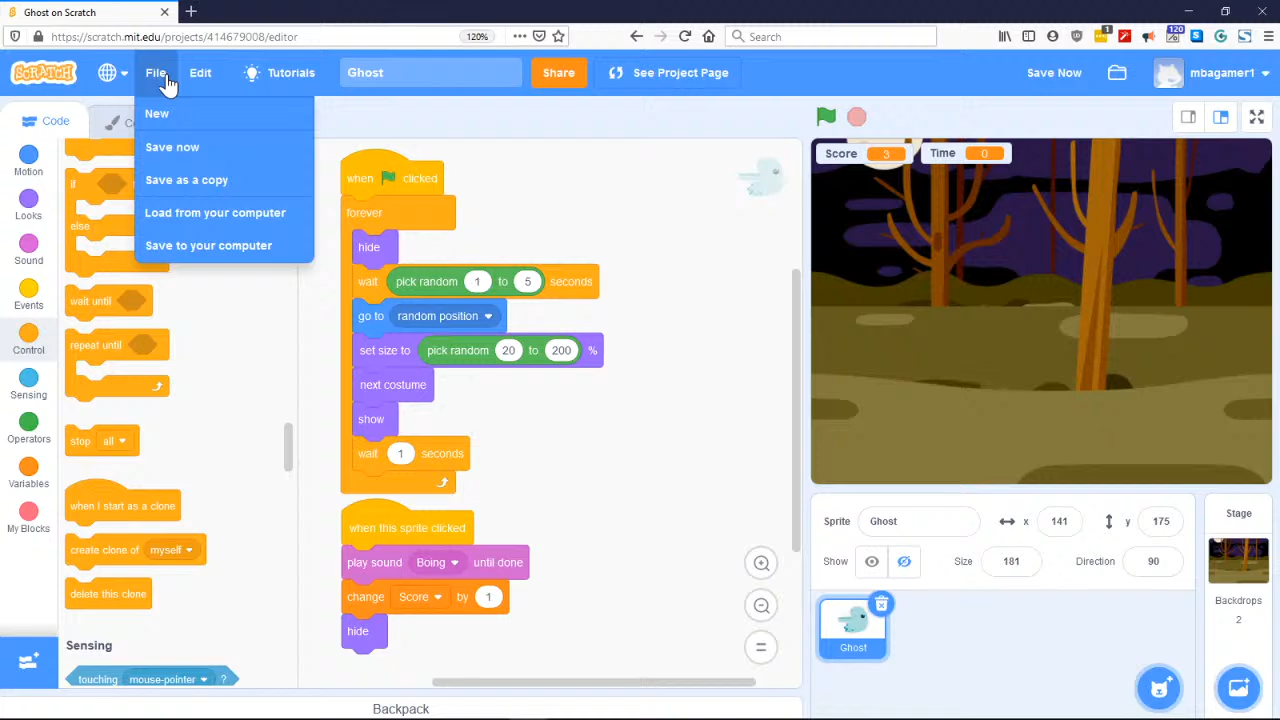 Ghost on Scratch
https://scratch.mit.edu/projects/414679008/editor
120%
Search
1
120
SCRATCH
File
Edit
Tutorials
Ghost
Share
See Project Page
Save Now
mbagamer1
New
Save now
Save as a copy
Load from your computer
Save to your computer
Code
Co
Motion
Looks
Sound
Events
Control
Sensing
Operators
Variables
My Blocks
if
else
wait until
repeat until
stop all
when I start as a clone
create clone of myself
delete this clone
Sensing
touching mouse-pointer ?
when clicked
forever
hide
wait pick random 1 to 5 seconds
go to random position
set size to pick random 20 to 200 %
next costume
show
wait 1 seconds
when this sprite clicked
play sound Boing until done
change Score by 1
hide
Backpack
Score 3
Time 0
Sprite Ghost x 141 y 175
Show Size 181 Direction 90
Ghost
Stage
Backdrops
2